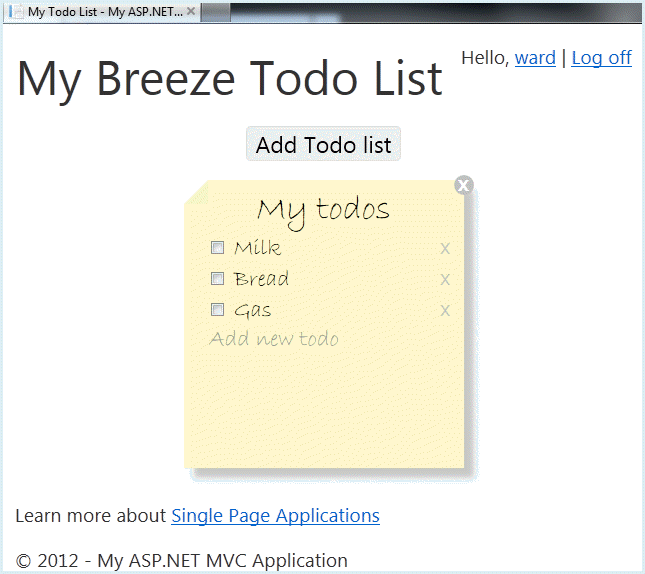 My Todo List - My ASP.NET...
Hello, ward | Log off
My Breeze Todo List
Add Todo list
x
My todos
Milk x
Bread x
Gas x
Add new todo
Learn more about Single Page Applications
© 2012 - My ASP.NET MVC Application